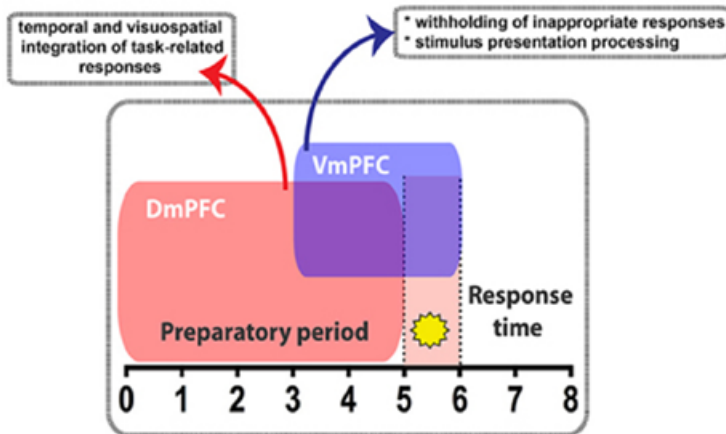 temporal and visuospatial
integration of task-related
responses
* withholding of inappropriate responses
* stimulus presentation processing
VmPFC
DmPFC
Preparatory period
Response
time
0 1 2 3 4 5 6 7 8